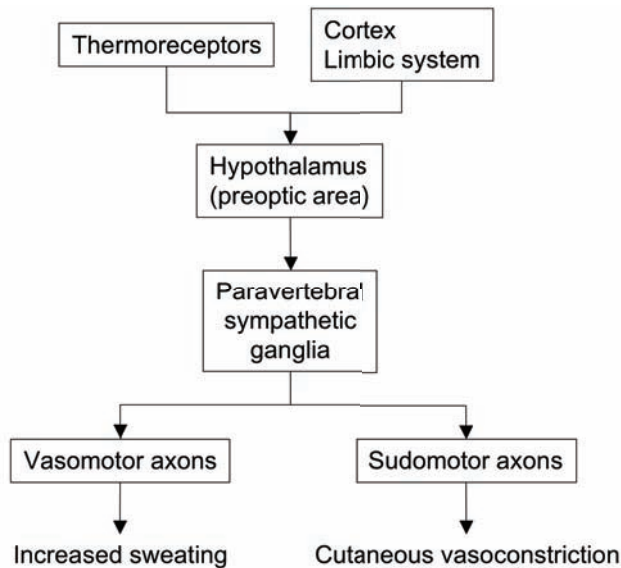 Thermoreceptors
Cortex
Limbic system
Hypothalamus
(preoptic area)
Paravertebral
sympathetic
ganglia
Vasomotor axons
Sudomotor axons
Increased sweating
Cutaneous vasoconstriction